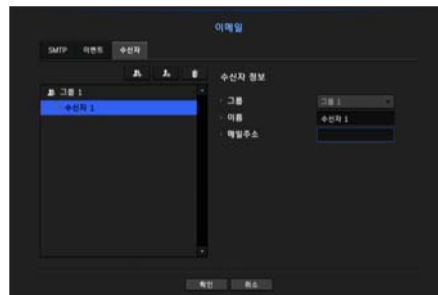 이메일
SMTP 이벤트 수신자
수신자 정보
그룹 1
수신자 1
· 그룹 그룹 1
· 이름 수신자 1
· 메일주소
확인 취소